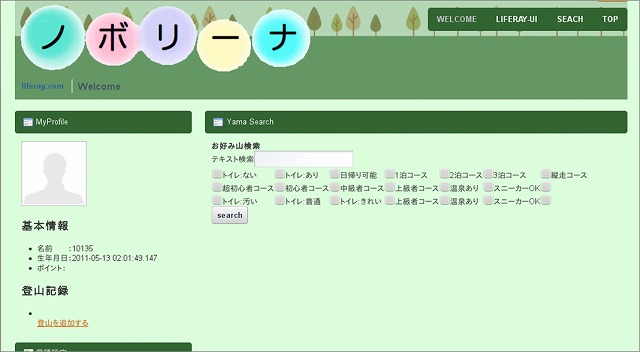 ノボリーナ
WELCOME LIFERAY-UI SEACH TOP
liferay.com Welcome
MyProfile
基本情報
名前 :10135
生年月日:2011-05-13 02:01:49.147
ポイント:
登山記録
登山を追加する
Yama Search
お好み山検索
テキスト検索
トイレ:ない トイレ:あり 日帰り可能 1泊コース 2泊コース 3泊コース 縦走コース
超初心者コース 初心者コース 中級者コース 上級者コース 温泉あり スニーカーOK
トイレ:汚い トイレ:普通 トイレ:きれい 上級者コース 温泉あり スニーカーOK
search